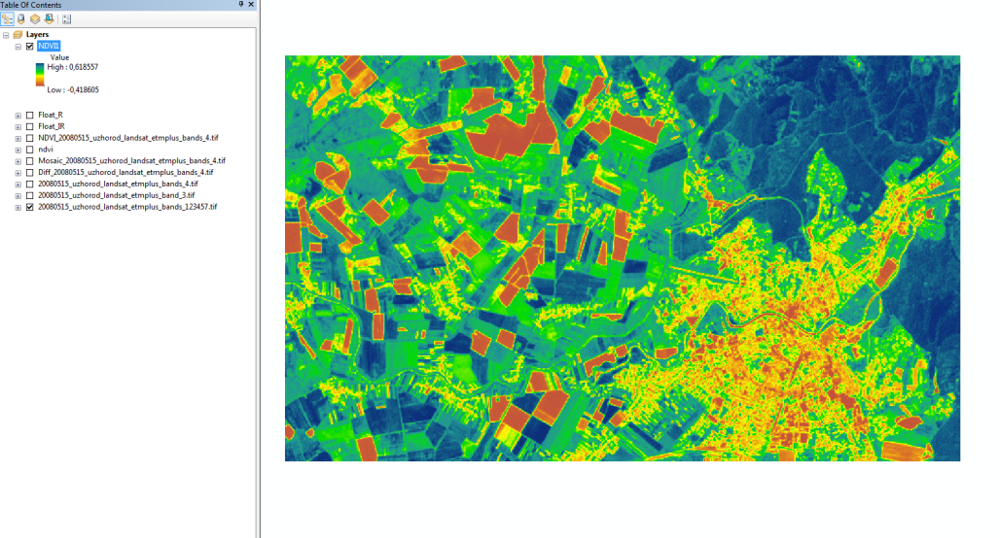 Table Of Contents
Layers
NDVI1
Value
High : 0,618557
Low : -0,418605
Float_R
Float_IR
NDVI_20080515_uzhorod_landsat_etmplus_bands_4.tif
ndvi
Mosaic_20080515_uzhorod_landsat_etmplus_bands_4.tif
Diff_20080515_uzhorod_landsat_etmplus_bands_4.tif
20080515_uzhorod_landsat_etmplus_bands_4.tif
20080515_uzhorod_landsat_etmplus_band_3.tif
20080515_uzhorod_landsat_etmplus_bands_123457.tif